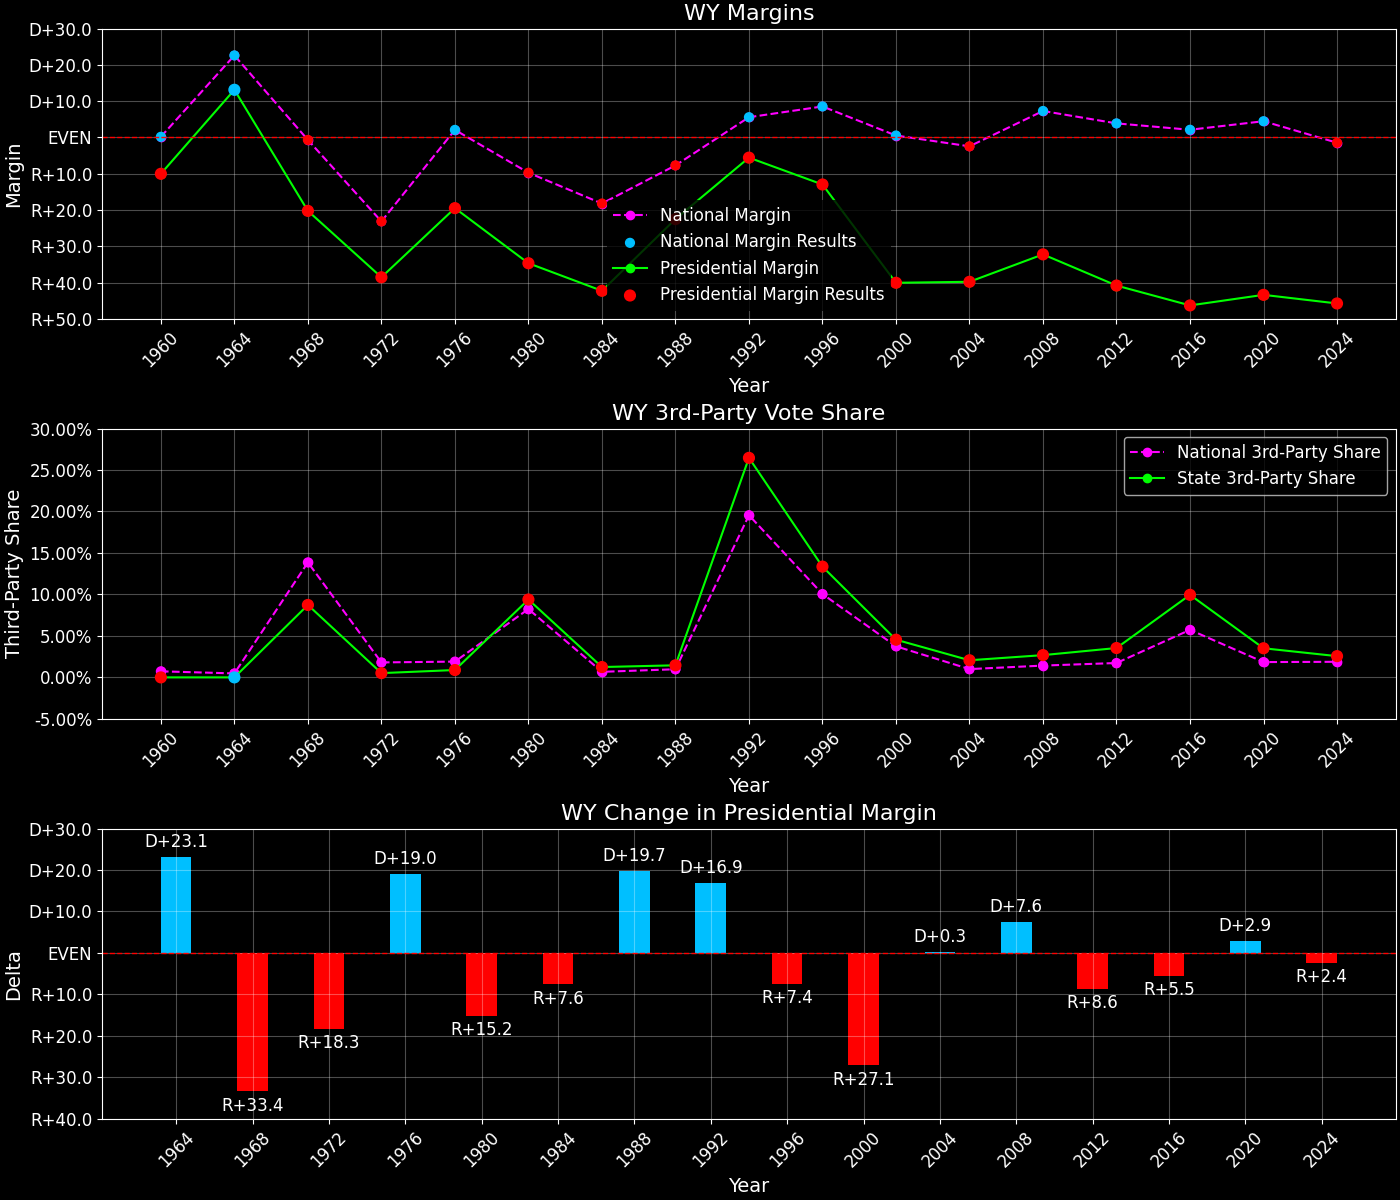 WY Margins
D+30.0
D+20.0
D+10.0
EVEN
R+10.0
R+20.0
R+30.0
R+40.0
R+50.0
Margin
National Margin
National Margin Results
Presidential Margin
Presidential Margin Results
1960 1964 1968 1972 1976 1980 1984 1988 1992 1996 2000 2004 2008 2012 2016 2020 2024
Year
WY 3rd-Party Vote Share
30.00%
25.00%
20.00%
15.00%
10.00%
5.00%
0.00%
-5.00%
Third-Party Share
National 3rd-Party Share
State 3rd-Party Share
1960 1964 1968 1972 1976 1980 1984 1988 1992 1996 2000 2004 2008 2012 2016 2020 2024
Year
WY Change in Presidential Margin
D+30.0
D+20.0
D+10.0
EVEN
R+10.0
R+20.0
R+30.0
R+40.0
Delta
D+23.1
R+33.4
R+18.3
D+19.0
R+15.2
R+7.6
D+19.7
D+16.9
R+7.4
R+27.1
D+0.3
D+7.6
R+8.6
R+5.5
D+2.9
R+2.4
1964 1968 1972 1976 1980 1984 1988 1992 1996 2000 2004 2008 2012 2016 2020 2024
Year